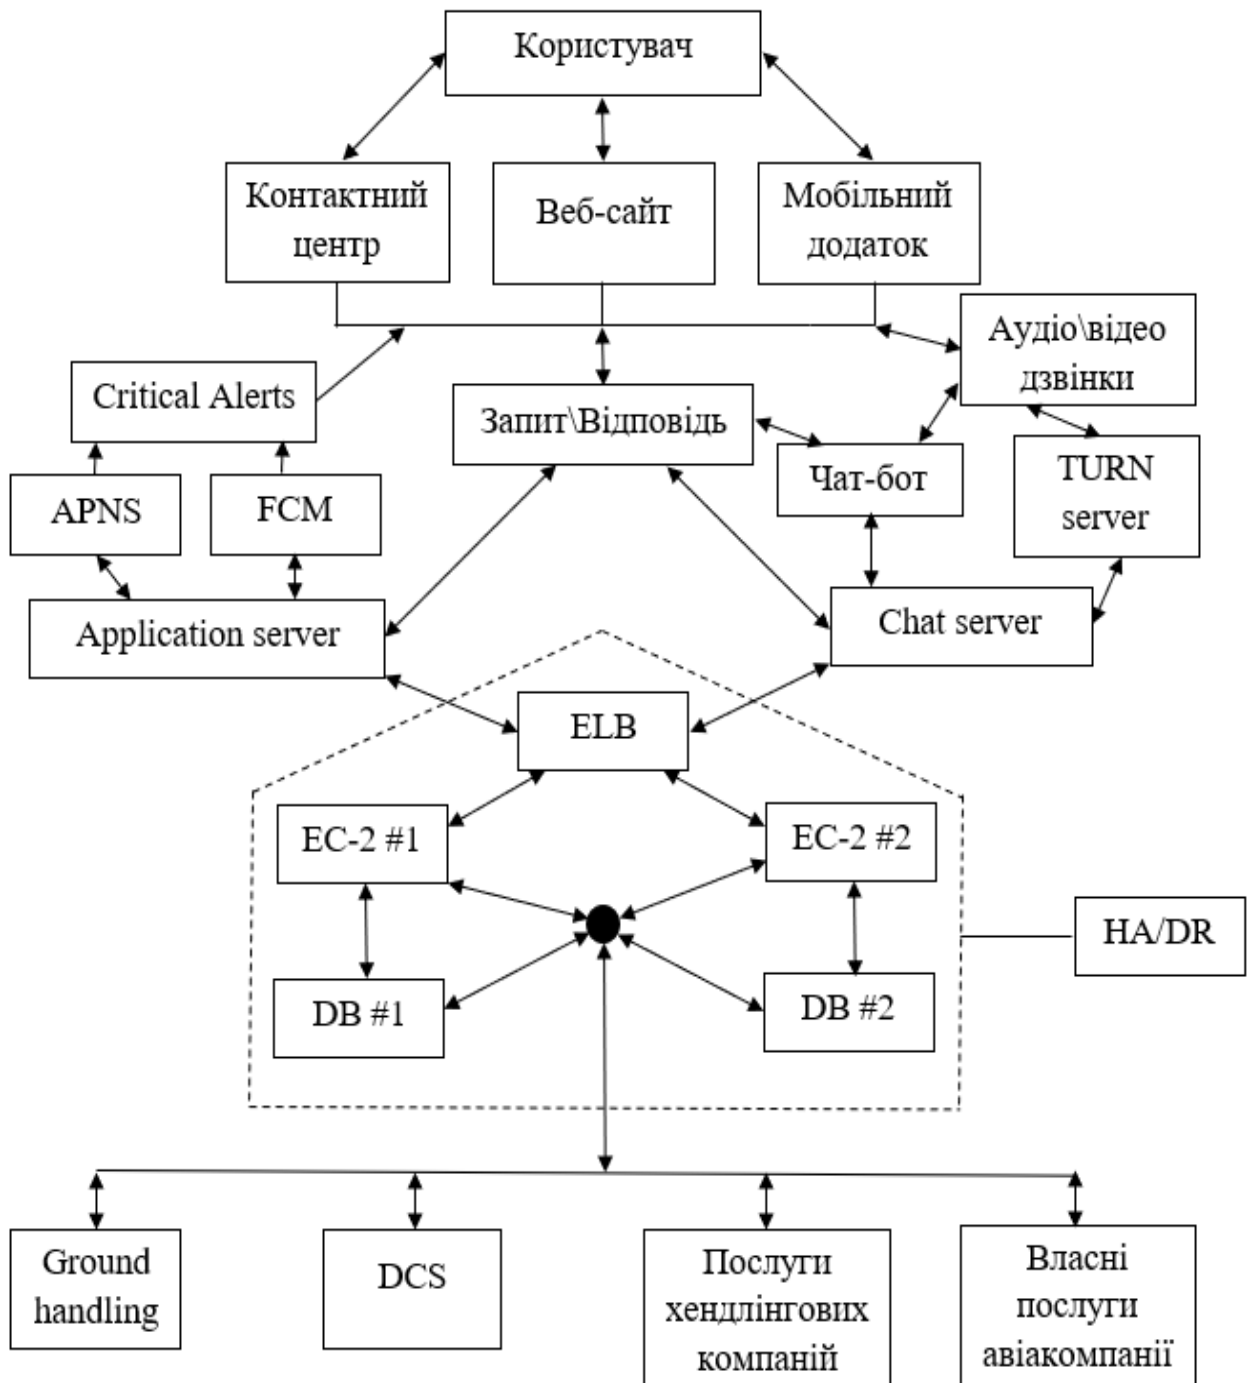 Користувач
Контактний
центр
Веб-сайт
Мобільний
додаток
Аудіо\відео
дзвінки
Critical Alerts
Запит\Відповідь
Чат-бот
TURN
server
APNS
FCM
Application server
Chat server
ELB
EC-2 #1
EC-2 #2
HA/DR
DB #1
DB #2
Ground
handling
DCS
Послуги
хендлінгових
компаній
Власні
послуги
авіакомпанії